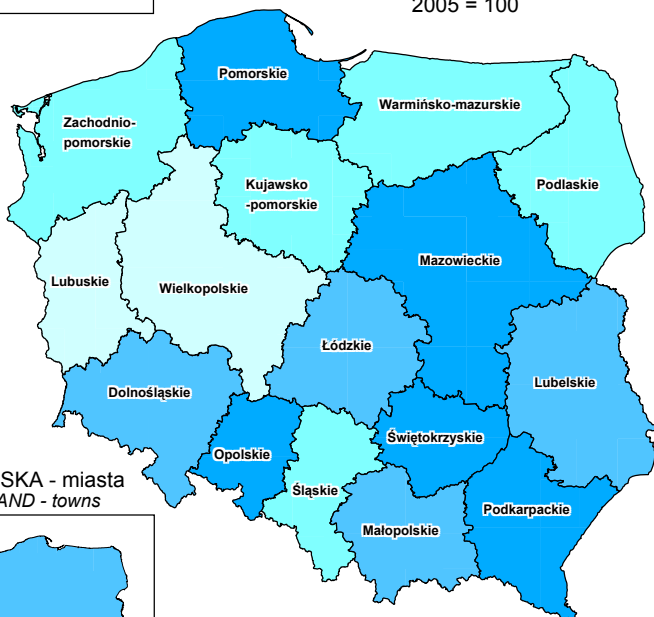 2005 = 100
Pomorskie
Warmińsko-mazurskie
Zachodnio-
pomorskie
Kujawsko
-pomorskie
Podlaskie
Mazowieckie
Lubuskie
Wielkopolskie
Łódzkie
Lubelskie
Dolnośląskie
Świętokrzyskie
Opolskie
SKA - miasta
AND - towns
Śląskie
Podkarpackie
Małopolskie